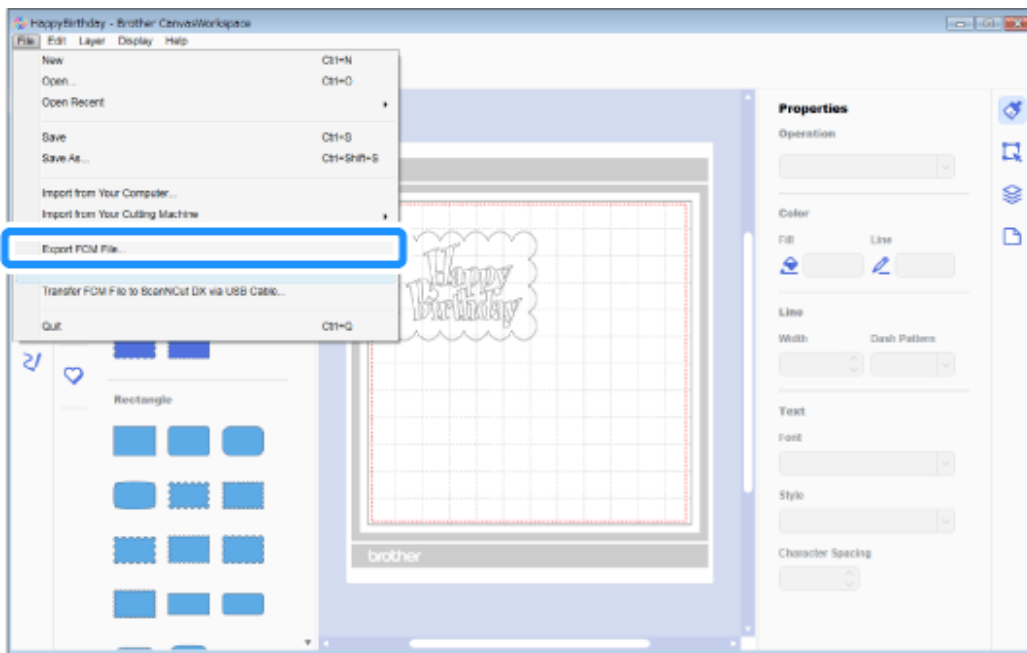 HappyBirthday - Brother CanvasWorkspace
File Edit Layer Display Help
New Ctrl+N
Open... Ctrl+O
Open Recent
Save Ctrl+S
Save As... Ctrl+Shift+S
Import from Your Computer...
Import from Your Cutting Machine
Export FCM File...
Transfer FCM File to ScanNCut DX via USB Cable...
Quit Ctrl+Q
Rectangle
Happy
Birthday
brother
Properties
Operation
Color
Fill Line
Line
Width Dash Pattern
Text
Font
Style
Character Spacing